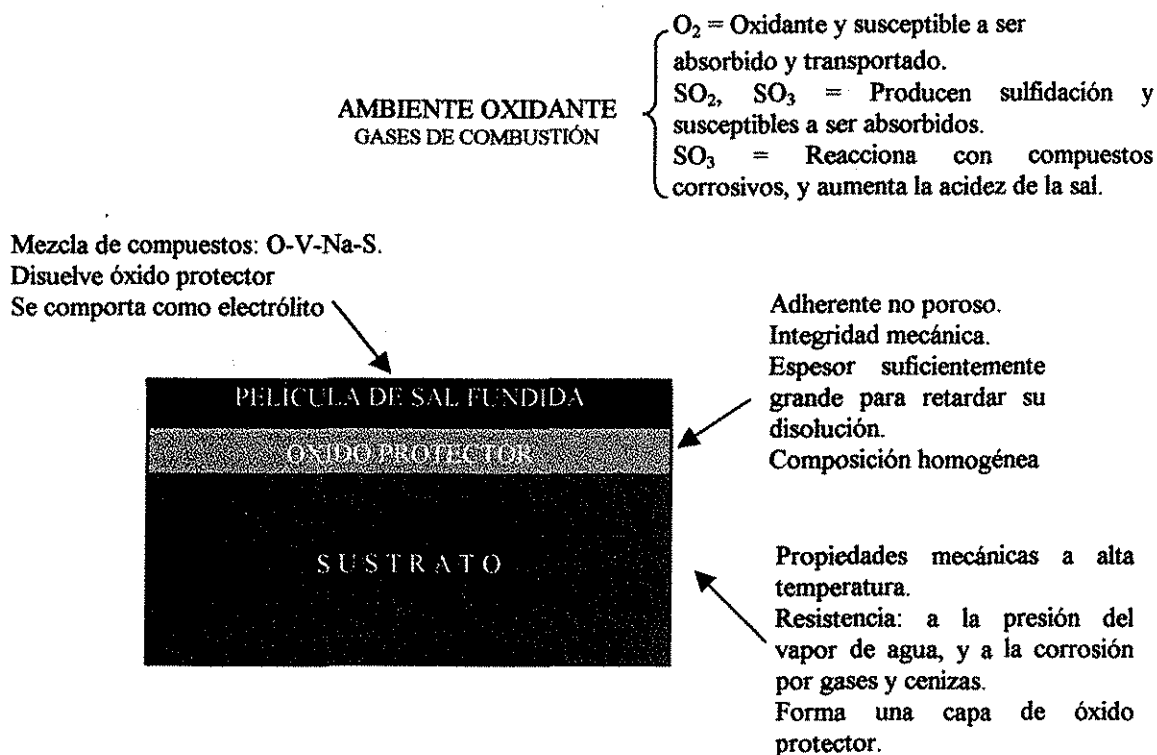 O₂ = Oxidante y susceptible a ser
absorbido y transportado.
SO₂, SO₃ = Producen sulfidación y
susceptibles a ser absorbidos.
SO₃ = Reacciona con compuestos
corrosivos, y aumenta la acidez de la sal.
AMBIENTE OXIDANTE
GASES DE COMBUSTIÓN
Mezcla de compuestos: O-V-Na-S.
Disuelve óxido protector
Se comporta como electrólito
Adherente no poroso.
Integridad mecánica.
Espesor suficientemente
grande para retardar su
disolución.
Composición homogénea
PELÍCULA DE SAL FUNDIDA
OXIDO PROTECTOR
SUSTRATO
Propiedades mecánicas a alta
temperatura.
Resistencia: a la presión del
vapor de agua, y a la corrosión
por gases y cenizas.
Forma una capa de óxido
protector.